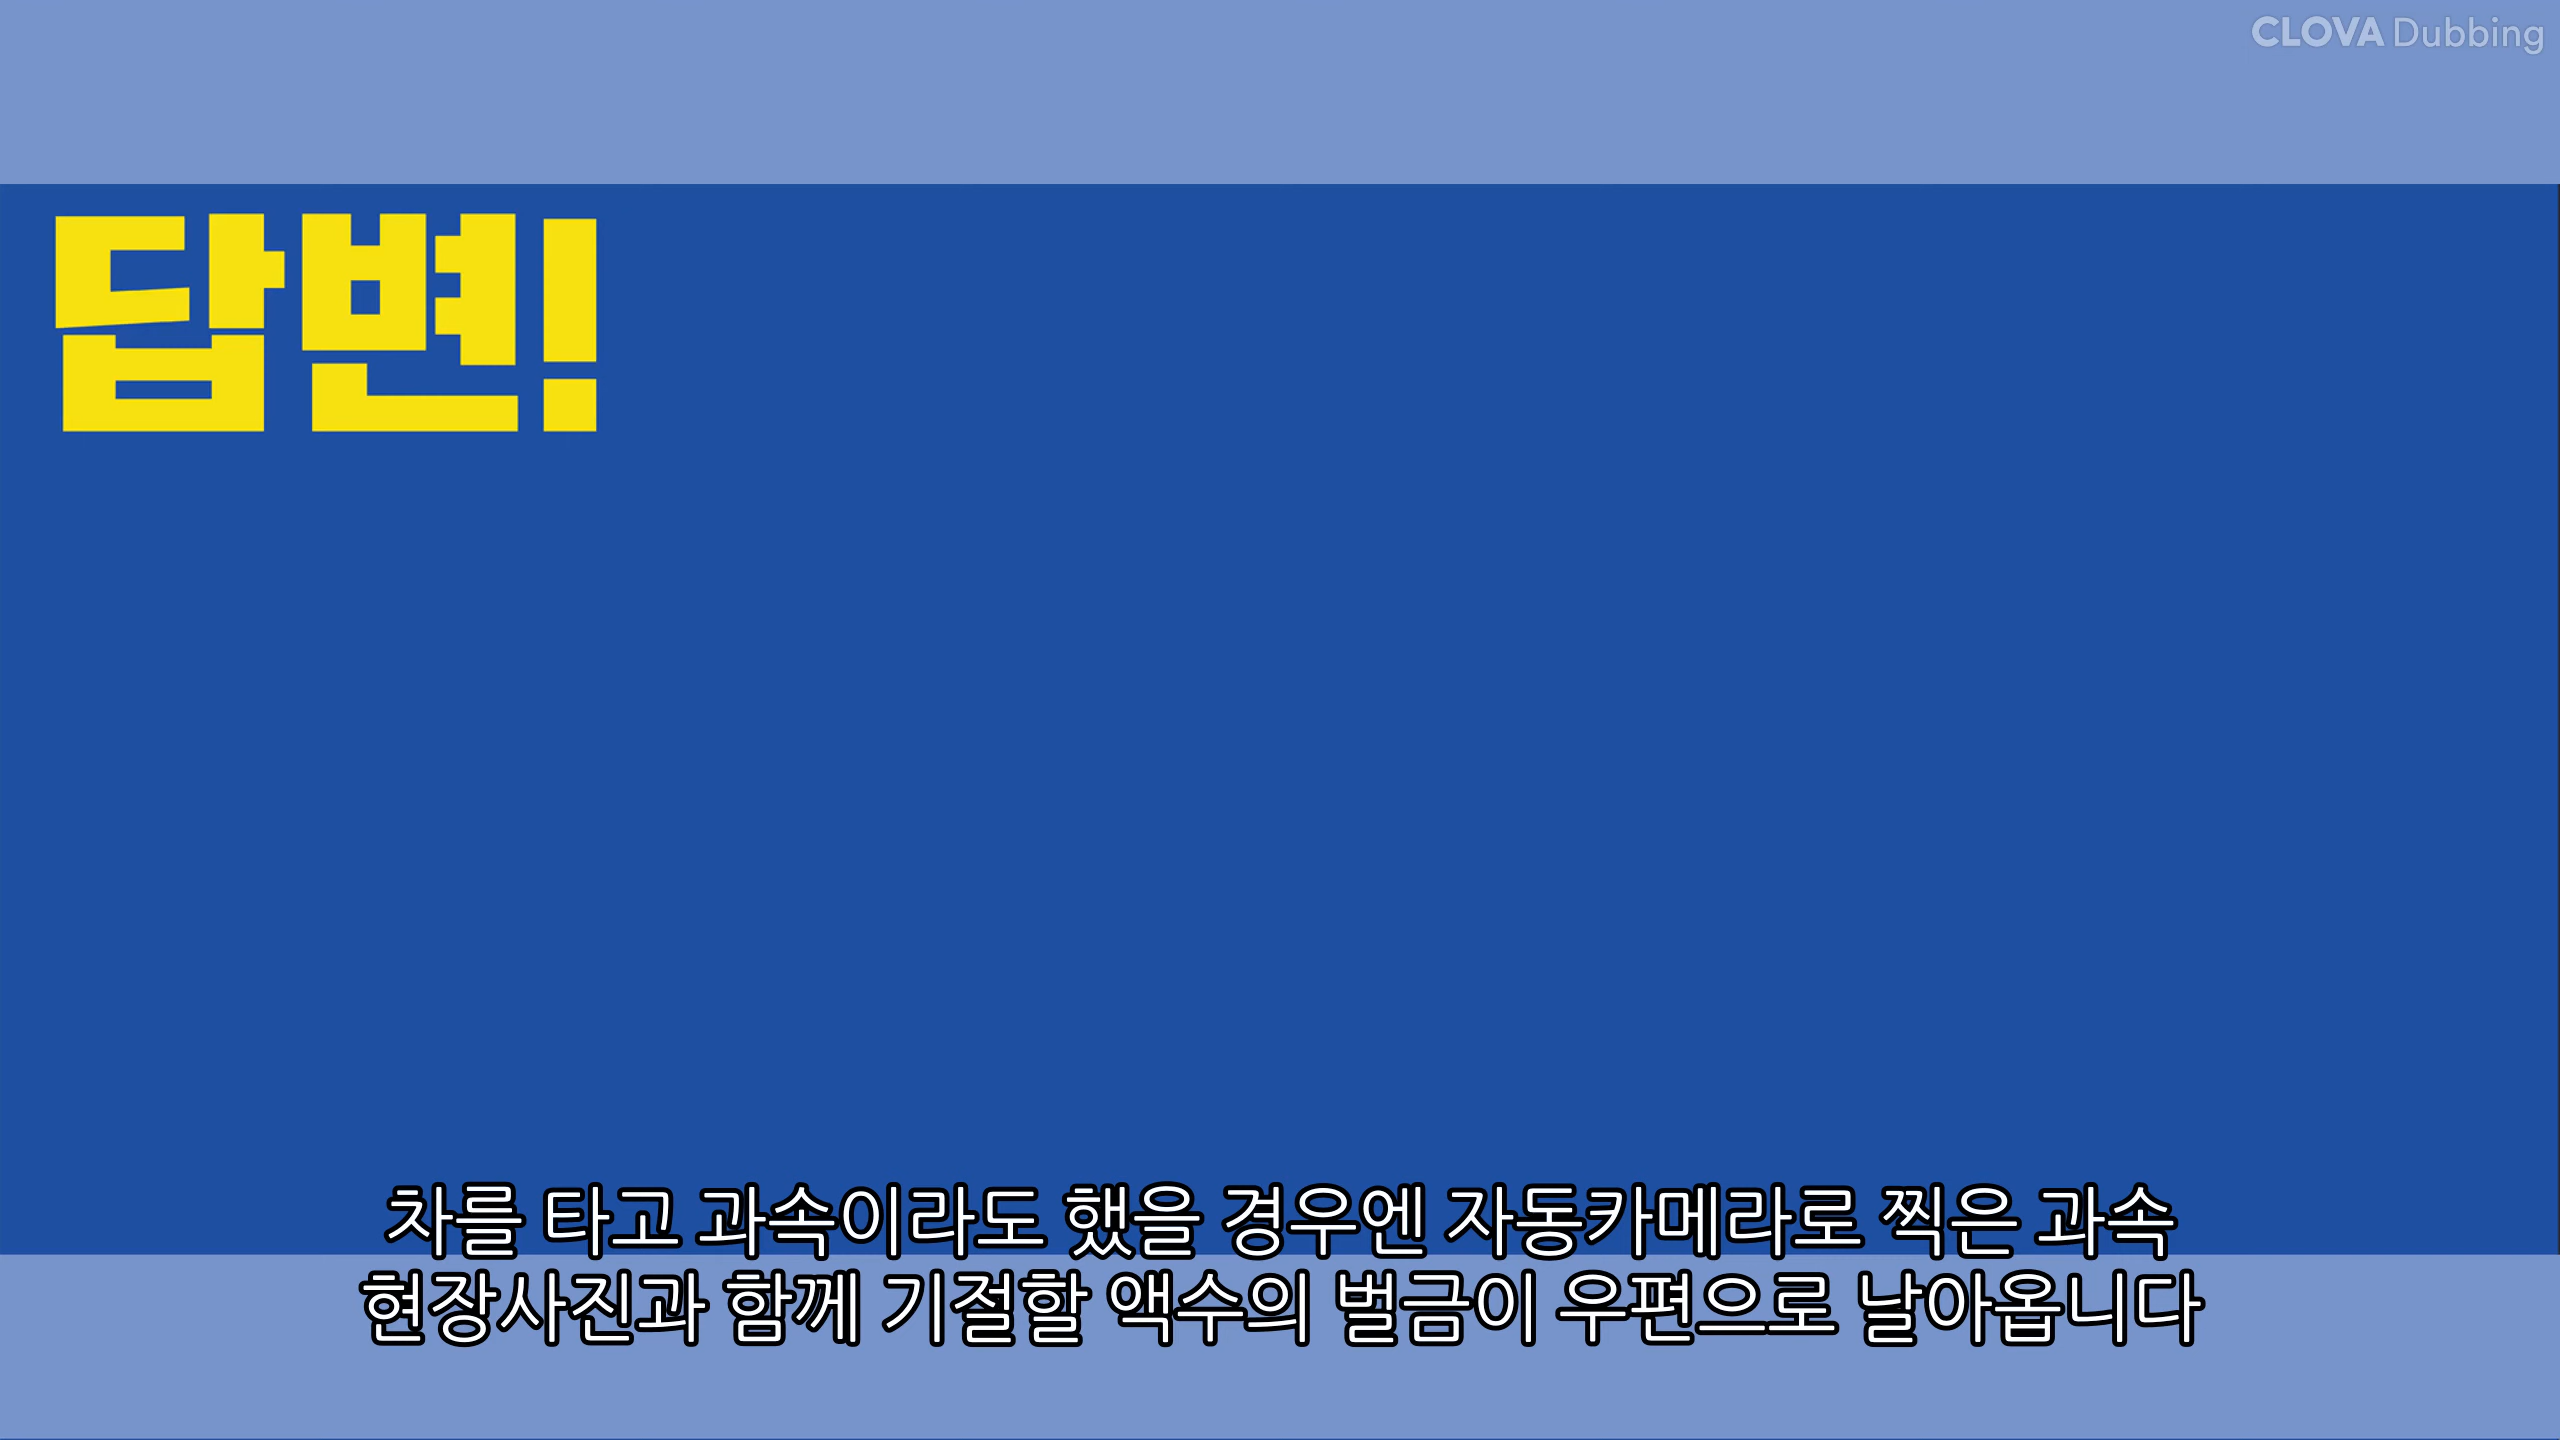 CLOVA Dubbing
답변!
차를 타고 과속이라도 했을 경우엔 자동카메라로 찍은 과속
현장사진과 함께 기절할 액수의 벌금이 우편으로 날아옵니다